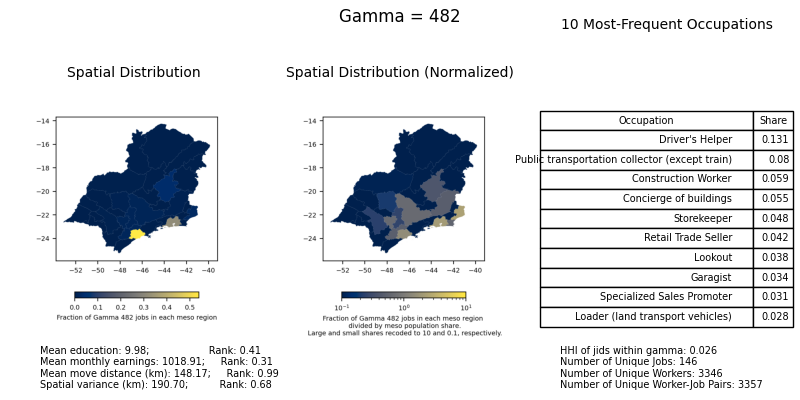 Gamma = 482
10 Most-Frequent Occupations
Spatial Distribution
Spatial Distribution (Normalized)
−14
−16
−18
−20
−22
−24
−52 −50 −48 −46 −44 −42 −40
0.0 0.1 0.2 0.3 0.4 0.5
Fraction of Gamma 482 jobs in each meso region
−14
−16
−18
−20
−22
−24
−52 −50 −48 −46 −44 −42 −40
10⁻¹ 10⁰ 10¹
Fraction of Gamma 482 jobs in each meso region
divided by meso population share.
Large and small shares recoded to 10 and 0.1, respectively.
Occupation Share
Driver's Helper 0.131
Public transportation collector (except train) 0.08
Construction Worker 0.059
Concierge of buildings 0.055
Storekeeper 0.048
Retail Trade Seller 0.042
Lookout 0.038
Garagist 0.034
Specialized Sales Promoter 0.031
Loader (land transport vehicles) 0.028
Mean education: 9.98; Rank: 0.41
Mean monthly earnings: 1018.91; Rank: 0.31
Mean move distance (km): 148.17; Rank: 0.99
Spatial variance (km): 190.70; Rank: 0.68
HHI of jids within gamma: 0.026
Number of Unique Jobs: 146
Number of Unique Workers: 3346
Number of Unique Worker-Job Pairs: 3357